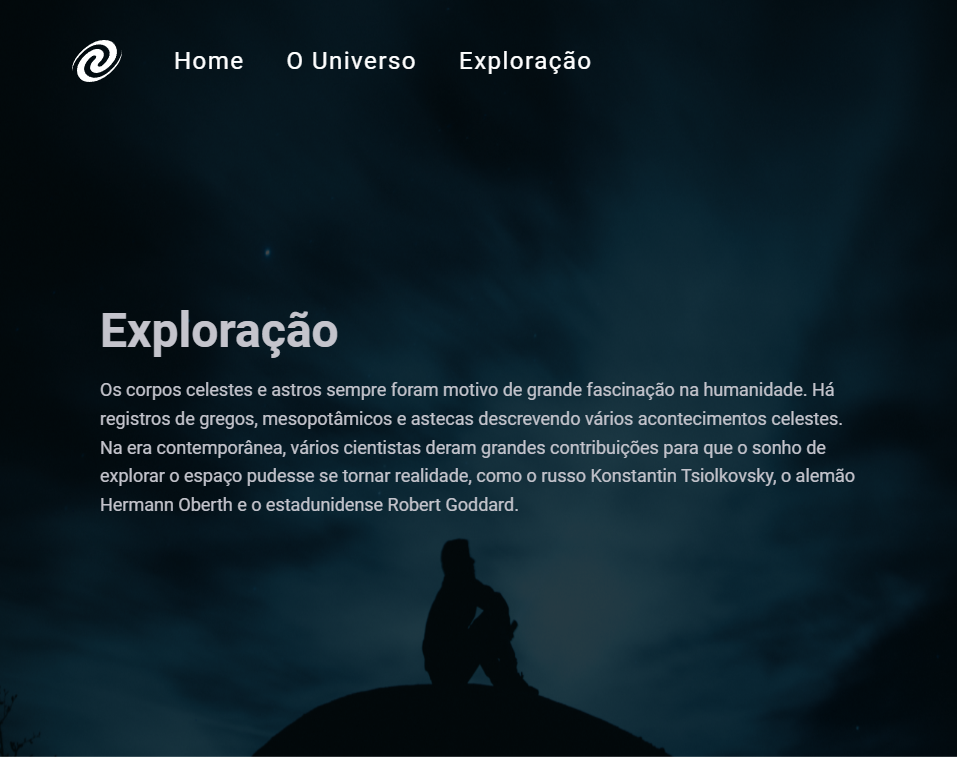 Home
O Universo
Exploração
Exploração
Os corpos celestes e astros sempre foram motivo de grande fascinação na humanidade. Há
registros de gregos, mesopotâmicos e astecas descrevendo vários acontecimentos celestes.
Na era contemporânea, vários cientistas deram grandes contribuições para que o sonho de
explorar o espaço pudesse se tornar realidade, como o russo Konstantin Tsiolkovsky, o alemão
Hermann Oberth e o estadunidense Robert Goddard.